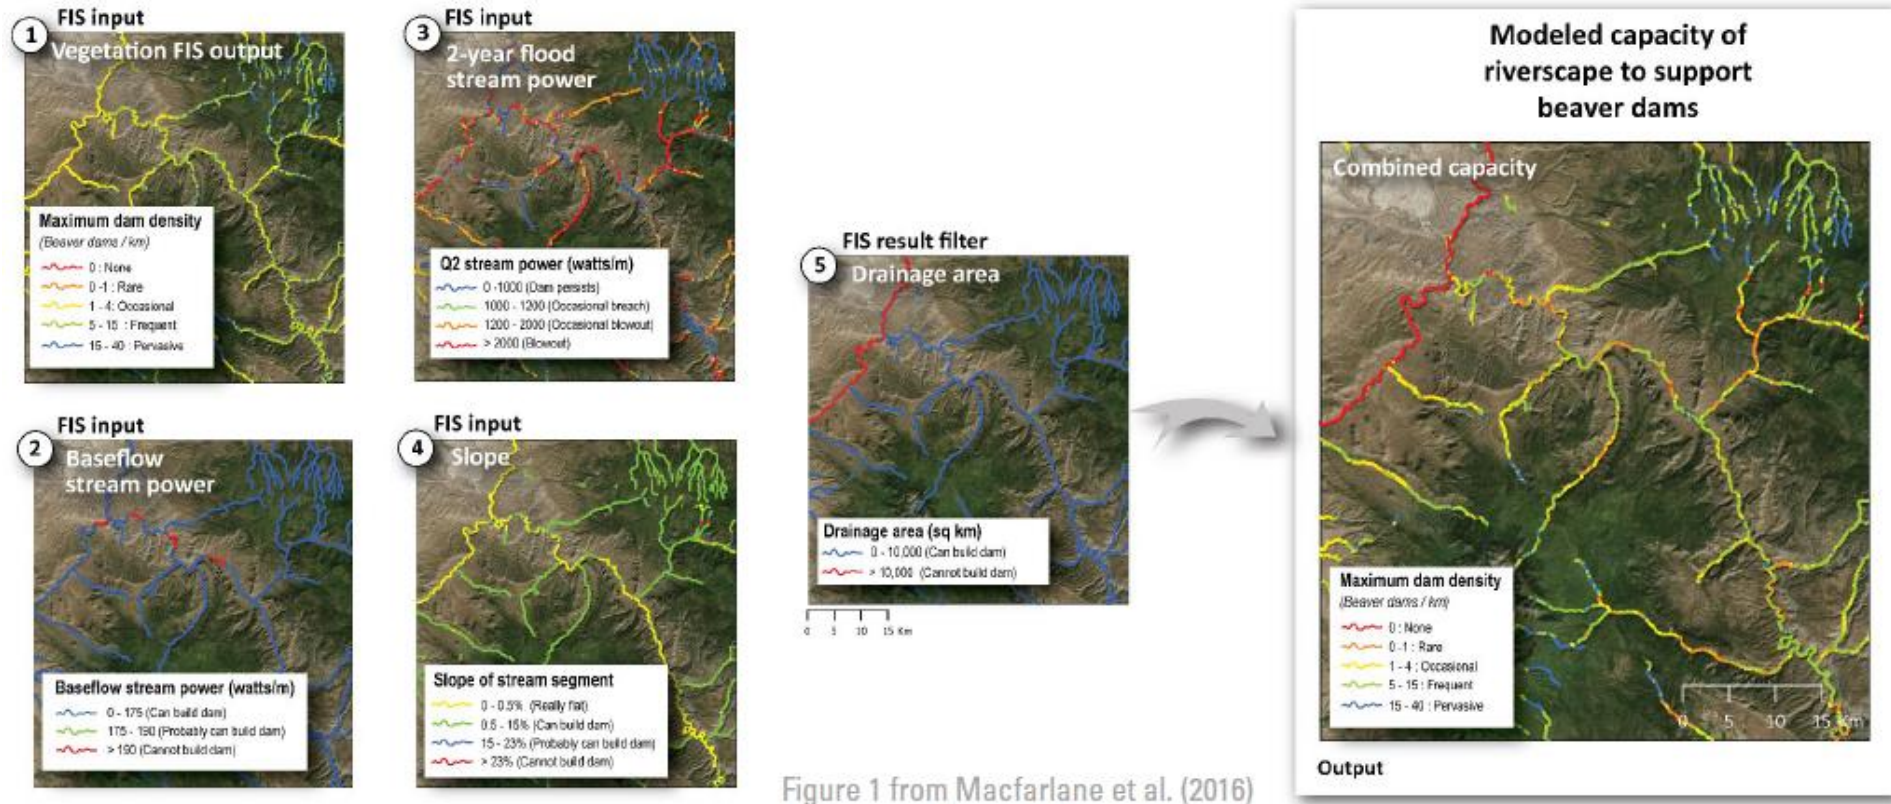 FIS input
1
Vegetation FIS output
Maximum dam density
(Beaver dams / km)
0 : None
0 -1 : Rare
1 - 4: Occasional
5 - 15 : Frequent
15 - 40 : Pervasive
FIS input
2
Baseflow
stream power
Baseflow stream power (watts/m)
0 - 175 (Can build dam)
175 - 190 (Probably can build dam)
> 190 (Cannot build dam)
FIS input
3
2-year flood
stream power
Q2 stream power (watts/m)
0 -1000 (Dam persists)
1000 - 1200 (Occasional breach)
1200 - 2000 (Occasional blowout)
> 2000 (Blowout)
FIS input
4
Slope
Slope of stream segment
0 - 0.5% (Really flat)
0.5 - 15% (Can build dam)
15 - 23% (Probably can build dam)
> 23% (Cannot build dam)
FIS result filter
5
Drainage area
Drainage area (sq km)
0 - 10,000 (Can build dam)
> 10,000 (Cannot build dam)
0 5 10 15 Km
Modeled capacity of
riverscape to support
beaver dams
Combined capacity
Maximum dam density
(Beaver dams / km)
0 : None
0 -1 : Rare
1 - 4 : Occasional
5 - 15 : Frequent
15 - 40 : Pervasive
0 5 10 15 Km
Output
Figure 1 from Macfarlane et al. (2016)